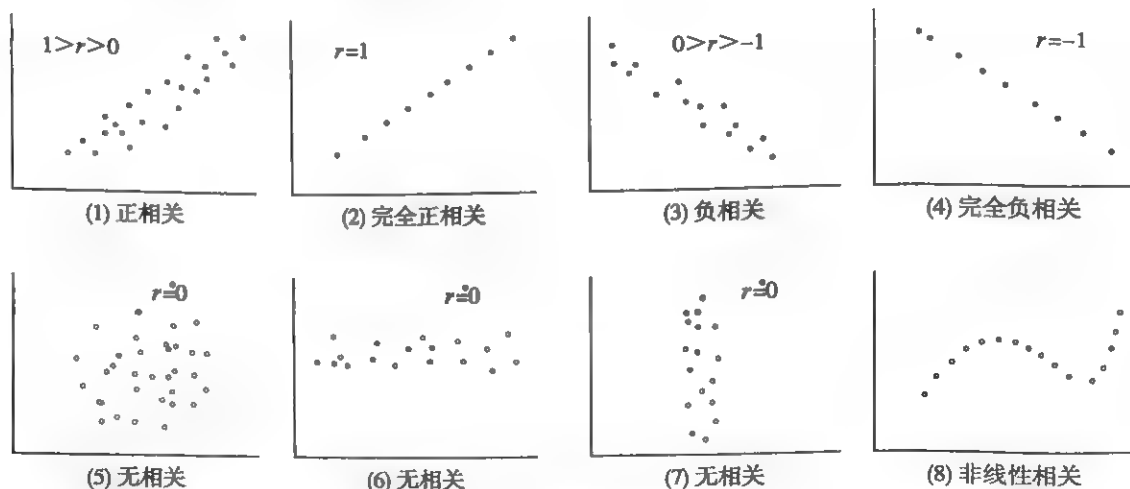 1>r>0
r=1
0>r>-1
r=-1
(1) 正相关
(2) 完全正相关
(3) 负相关
(4) 完全负相关
r≐0
r≐0
r≐0
(5) 无相关
(6) 无相关
(7) 无相关
(8) 非线性相关